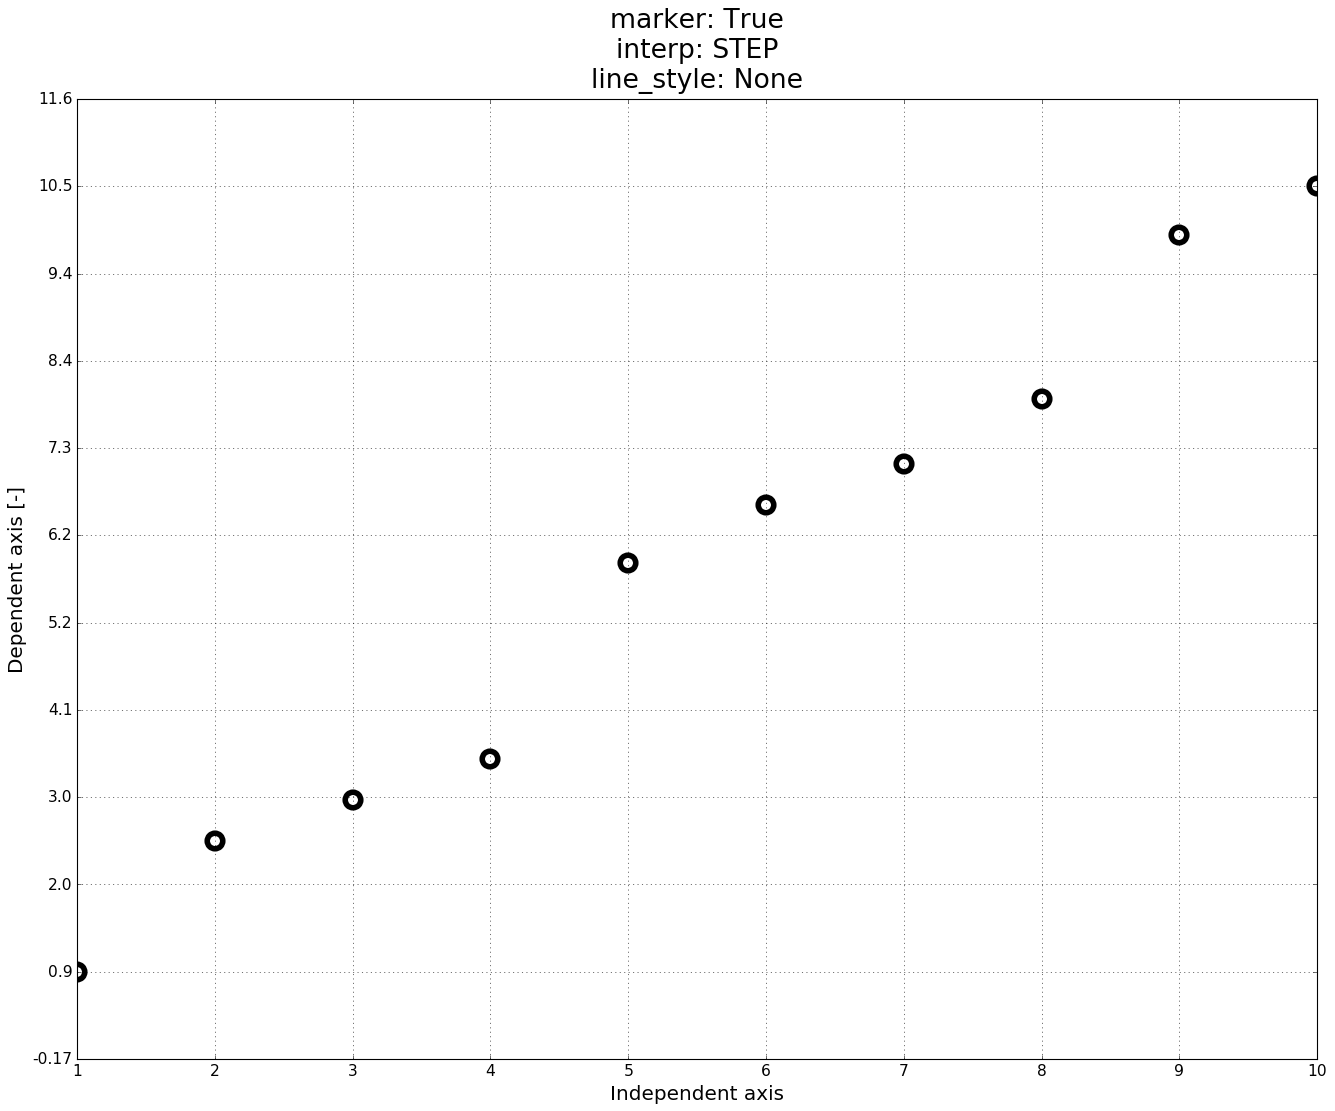 marker: True
interp: STEP
line_style: None
11.6
10.5
9.4
8.4
7.3
6.2
5.2
4.1
3.0
2.0
0.9
-0.17
Dependent axis [-]
1 2 3 4 5 6 7 8 9 10
Independent axis